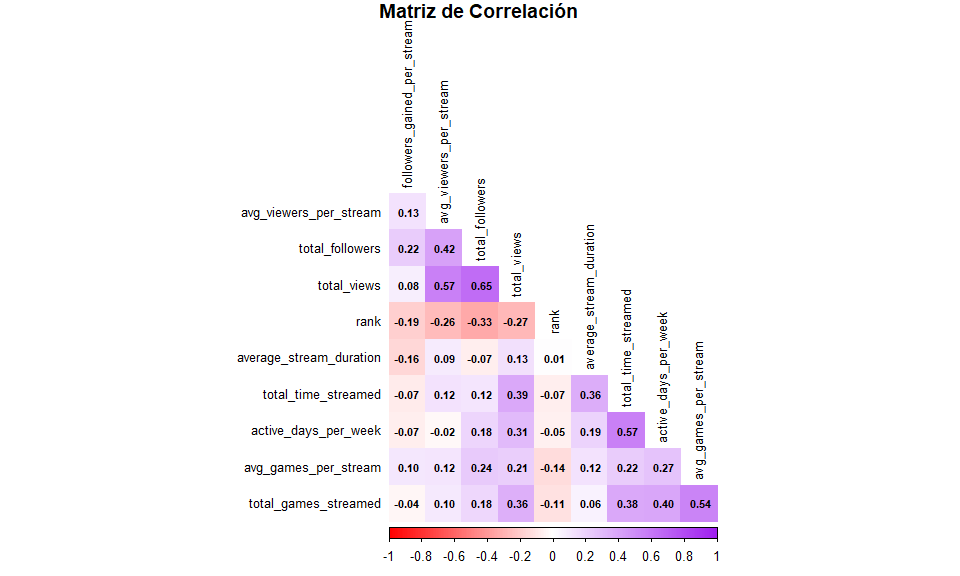 Matriz de Correlación
followers_gained_per_stream
avg_viewers_per_stream
total_followers
total_views
rank
average_stream_duration
total_time_streamed
active_days_per_week
avg_games_per_stream
avg_viewers_per_stream 0.13
total_followers 0.22 0.42
total_views 0.08 0.57 0.65
rank -0.19 -0.26 -0.33 -0.27
average_stream_duration -0.16 0.09 -0.07 0.13 0.01
total_time_streamed -0.07 0.12 0.12 0.39 -0.07 0.36
active_days_per_week -0.07 -0.02 0.18 0.31 -0.05 0.19 0.57
avg_games_per_stream 0.10 0.12 0.24 0.21 -0.14 0.12 0.22 0.27
total_games_streamed -0.04 0.10 0.18 0.36 -0.11 0.06 0.38 0.40 0.54
-1 -0.8 -0.6 -0.4 -0.2 0 0.2 0.4 0.6 0.8 1